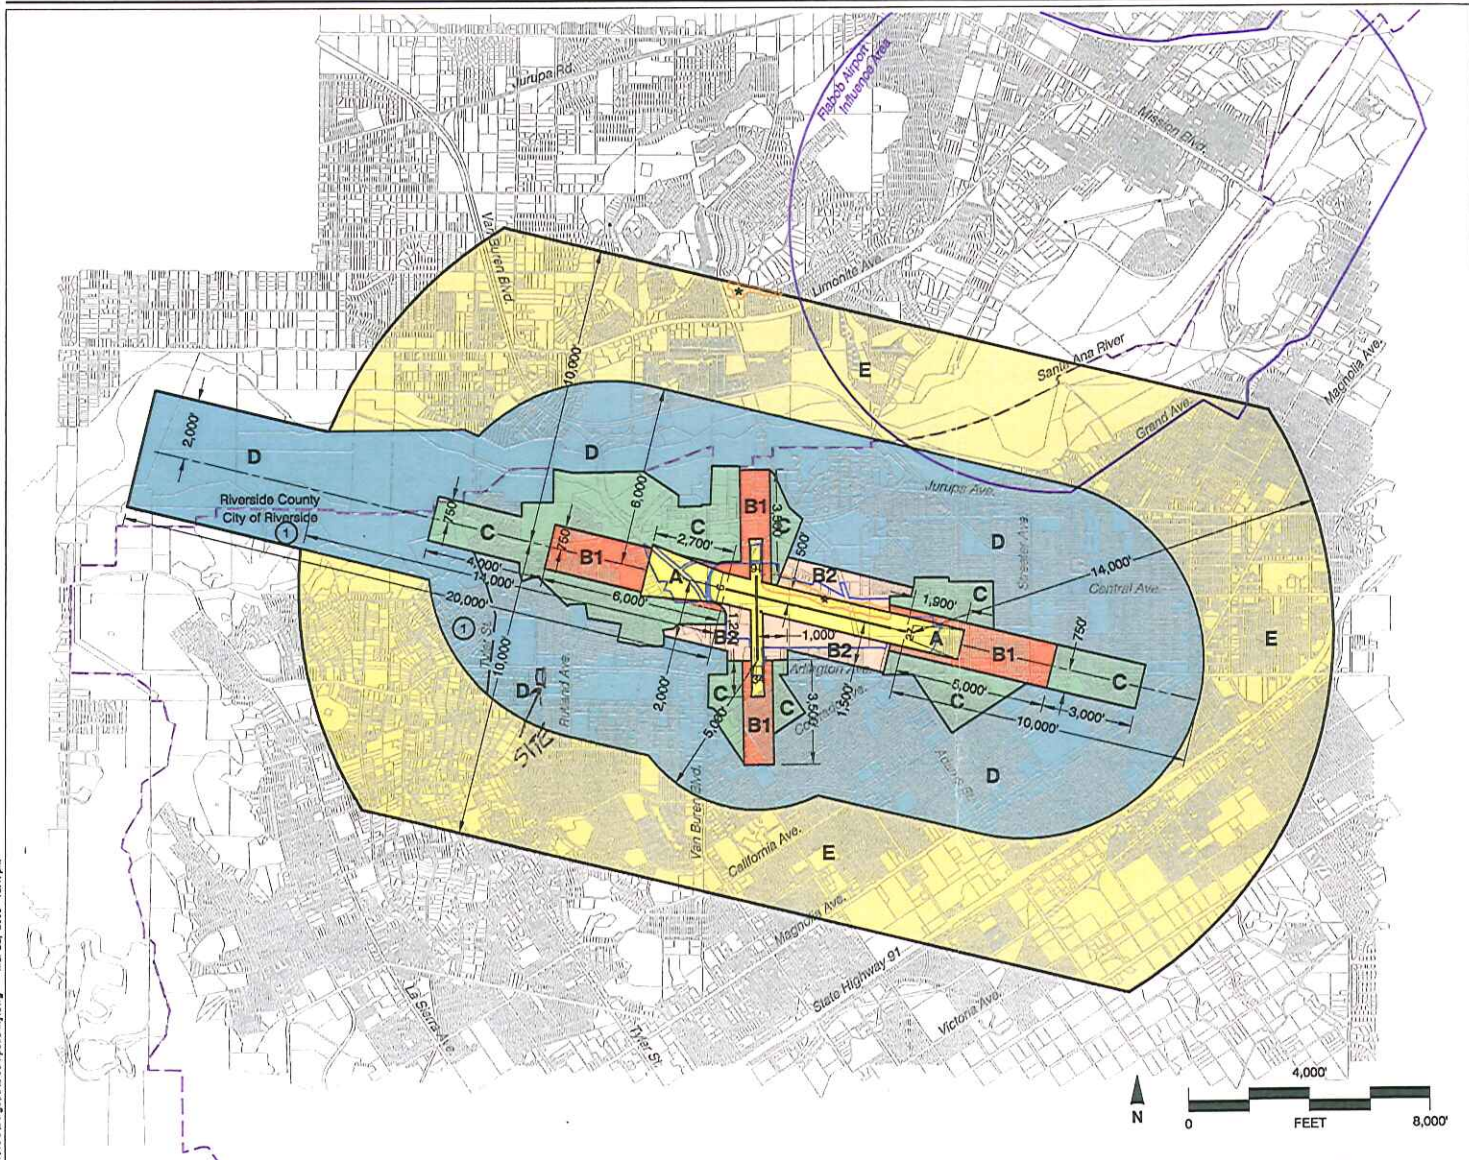 Jurupa Rd.
Flabob Airport
Influence Area
Mission Blvd.
Van Buren Blvd.
Limonite Ave.
*
10,000'
E
Santa Ana River
Magnolia Ave.
Grand Ave.
2,000'
D
D
Riverside County
City of Riverside
1
750'
C
6,000'
B1
3,500'
C
Jurupa Ave.
C
2,700'
500'
D
Streeter Ave.
14,000'
B1
750'
4,000'
14,000'
A
B2
Central Ave.
C
1,900'
20,000'
6,000'
1
Tyler St.
10,000'
B2
1,000'
B2
27
A
B1
750'
E
Arlington Ave.
D
Rutland Ave.
2,000'
C
C
3,500'
1,500'
5,000'
C
C
3,000'
10,000'
SITE
5,000'
B1
D
Van Buren Blvd.
California Ave.
E
Magnolia Ave.
State Highway 91
Victoria Ave.
La Sierra Ave.
Tyler St.
N
4,000'
0
FEET
8,000'